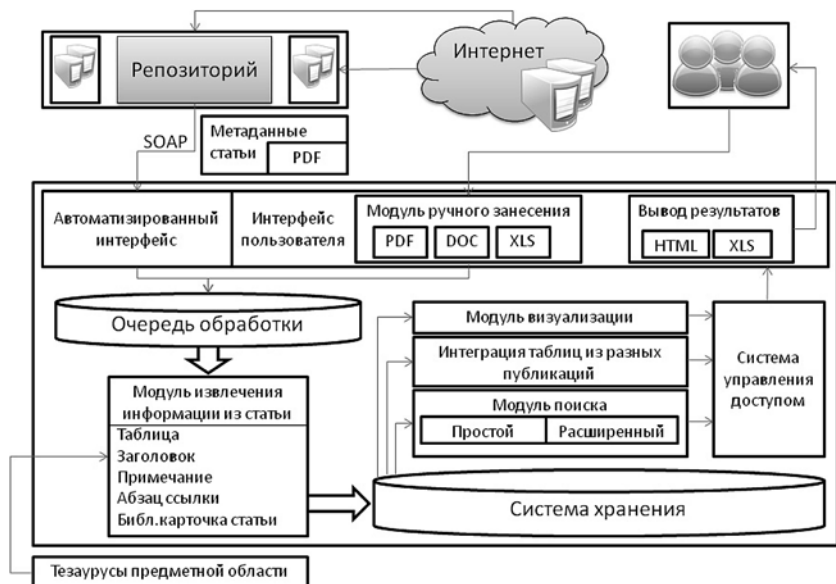 Репозиторий
Интернет
SOAP
Метаданные
статьи
PDF
Автоматизированный
интерфейс
Интерфейс
пользователя
Модуль ручного занесения
PDF DOC XLS
Вывод результатов
HTML XLS
Очередь обработки
Модуль визуализации
Интеграция таблиц из разных
публикаций
Модуль поиска
Простой Расширенный
Система
управления
доступом
Модуль извлечения
информации из статьи
Таблица
Заголовок
Примечание
Абзац ссылки
Библ.карточка статьи
Система хранения
Тезаурусы предметной области